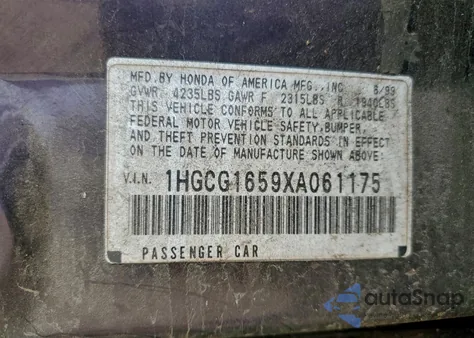 MFD.BY HONDA OF AMERICA MFG.,INC 8/99
GVWR 4235LBS GAWR F 2315LBS R 1940LBS
THIS VEHICLE CONFORMS TO ALL APPLICABLE
FEDERAL MOTOR VEHICLE SAFETY,BUMPER,
AND THEFT PREVENTION STANDARDS IN EFFECT
ON THE DATE OF MANUFACTURE SHOWN ABOVE.
V.I.N. 1HGCG1659XA061175
PASSENGER CAR
autoSnap